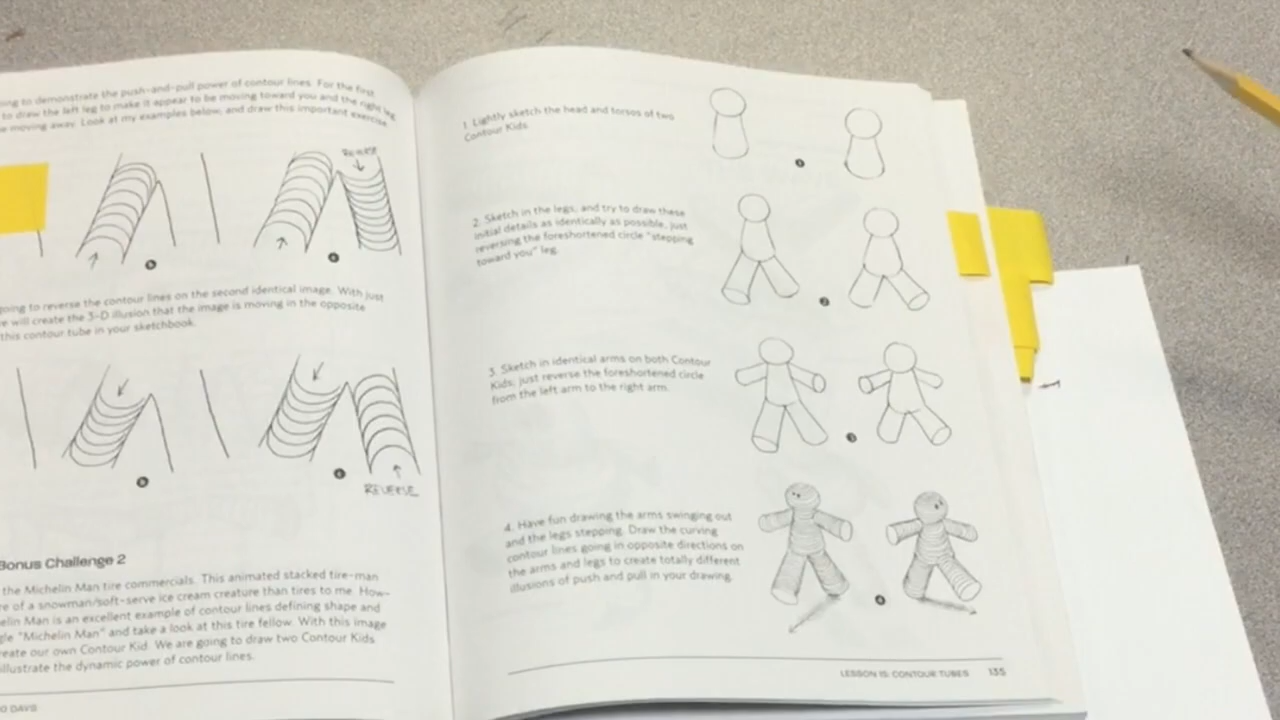 ing to demonstrate the push-and-pull power of contour lines. For the first
to draw the left leg to make it appear to be moving toward you and the right leg
moving away. Look at my examples below, and draw this important exercise
REVERSE
b
c
going to reverse the contour lines on the second identical image. With just
e will create the 3-D illusion that the image is moving in the opposite
this contour tube in your sketchbook.
b
c
REVERSE
Bonus Challenge 2
the Michelin Man tire commercials. This animated stacked tire-man
re of a snowman/soft-serve ice cream creature than tires to me. How-
elin Man is an excellent example of contour lines defining shape and
gle "Michelin Man" and take a look at this tire fellow. With this image
reate our own Contour Kid. We are going to draw two Contour Kids
illustrate the dynamic power of contour lines.
0 DAYS
1. Lightly sketch the head and torsos of two
Contour Kids.
1
2. Sketch in the legs, and try to draw these
initial details as identically as possible, just
reversing the foreshortened circle "stepping
toward you" leg.
2
3. Sketch in identical arms on both Contour
Kids, just reverse the foreshortened circle
from the left arm to the right arm.
3
4. Have fun drawing the arms swinging out
and the legs stepping. Draw the curving
contour lines going in opposite directions on
the arms and legs to create totally different
illusions of push and pull in your drawing.
4
LESSON 15: CONTOUR TUBES 135